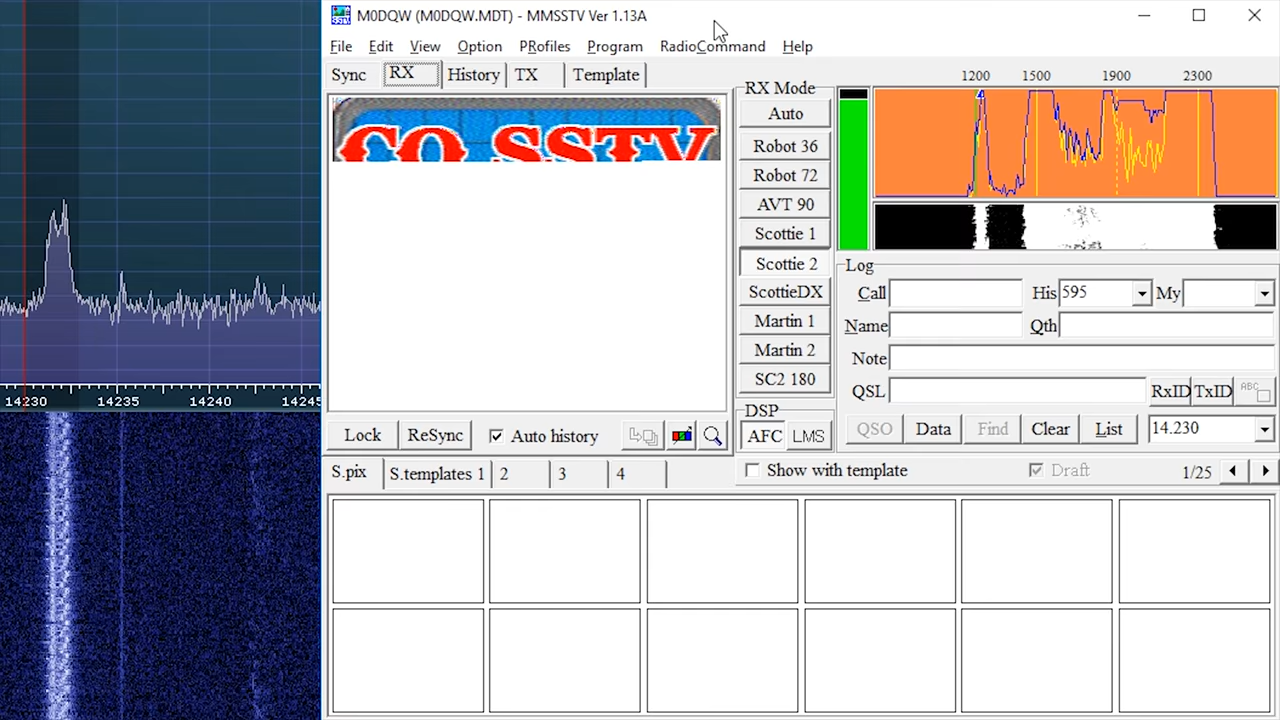 M0DQW (M0DQW.MDT) - MMSSTV Ver 1.13A
File Edit View Option PRofiles Program RadioCommand Help
Sync RX History TX Template
CQ SSTV
RX Mode
Auto
Robot 36
Robot 72
AVT 90
Scottie 1
Scottie 2
ScottieDX
Martin 1
Martin 2
SC2 180
DSP
AFC LMS
1200 1500 1900 2300
Log
Call His 595 My
Name Qth
Note
QSL RxID TxID ABC
QSO Data Find Clear List 14.230
Lock ReSync Auto history
S.pix S.templates 1 2 3 4
Show with template Draft 1/25
14230 14235 14240 14245